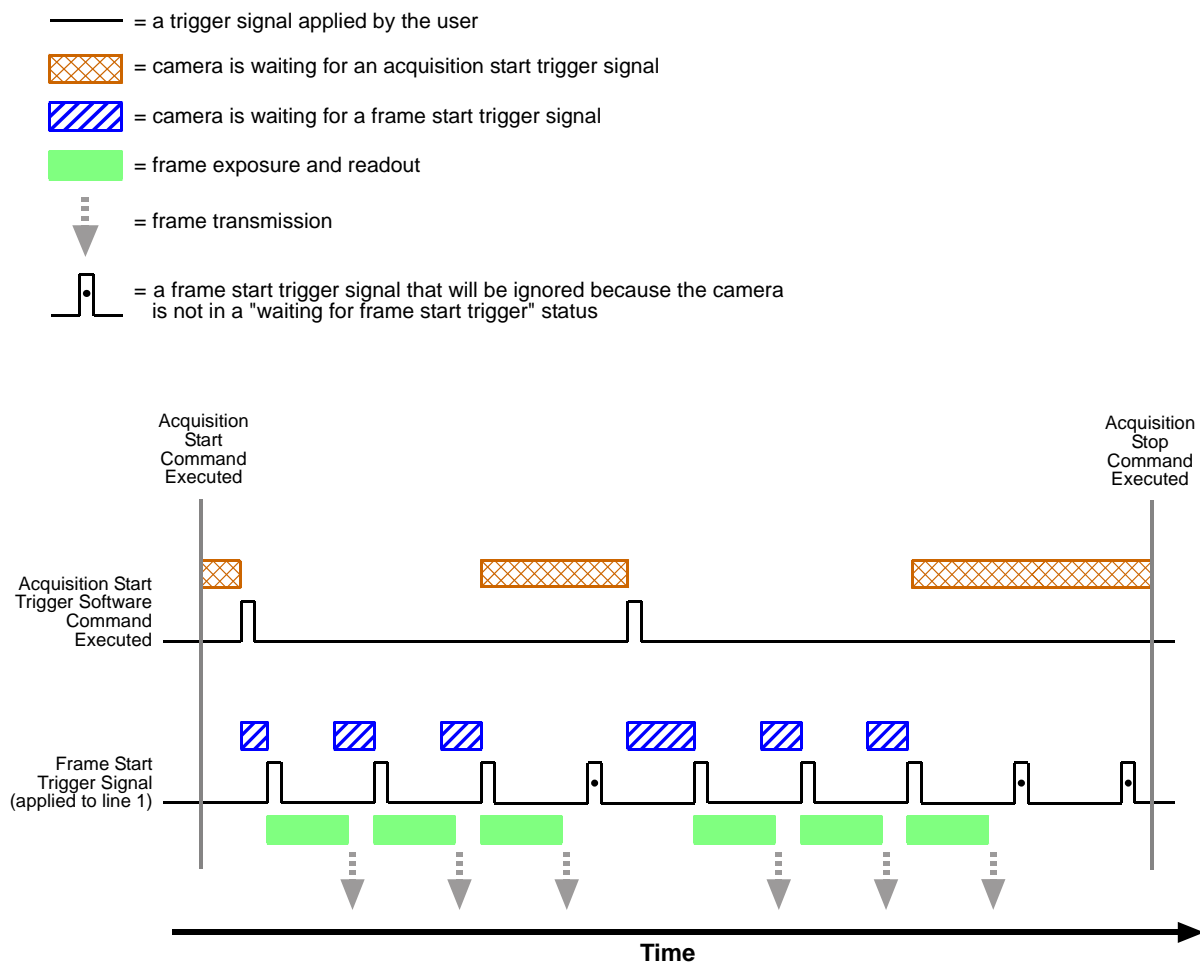 = a trigger signal applied by the user
= camera is waiting for an acquisition start trigger signal
= camera is waiting for a frame start trigger signal
= frame exposure and readout
= frame transmission
= a frame start trigger signal that will be ignored because the camera
is not in a "waiting for frame start trigger" status
Acquisition
Start
Command
Executed
Acquisition
Stop
Command
Executed
Acquisition Start
Trigger Software
Command
Executed
Frame Start
Trigger Signal
(applied to line 1)
Time